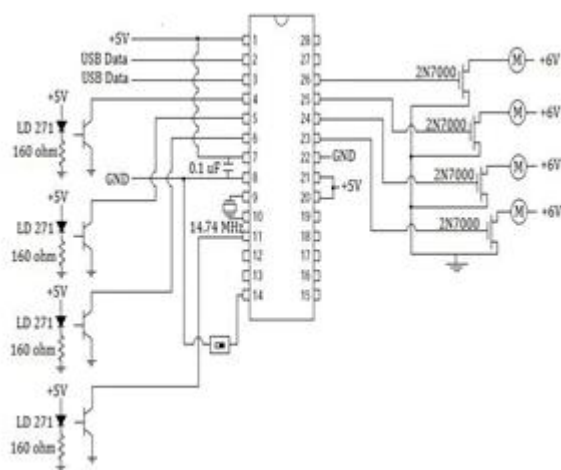 +5V
USB Data
USB Data
1
2
3
4
5
6
7
8
9
10
11
12
13
14
28
27
26
25
24
23
22
21
20
19
18
17
16
15
0.1 uF
GND
14.74 MHz
GND
+5V
+5V
LD 271
160 ohm
+5V
LD 271
160 ohm
+5V
LD 271
160 ohm
+5V
LD 271
160 ohm
2N7000
M
+6V
2N7000
M
+6V
2N7000
M
+6V
2N7000
M
+6V